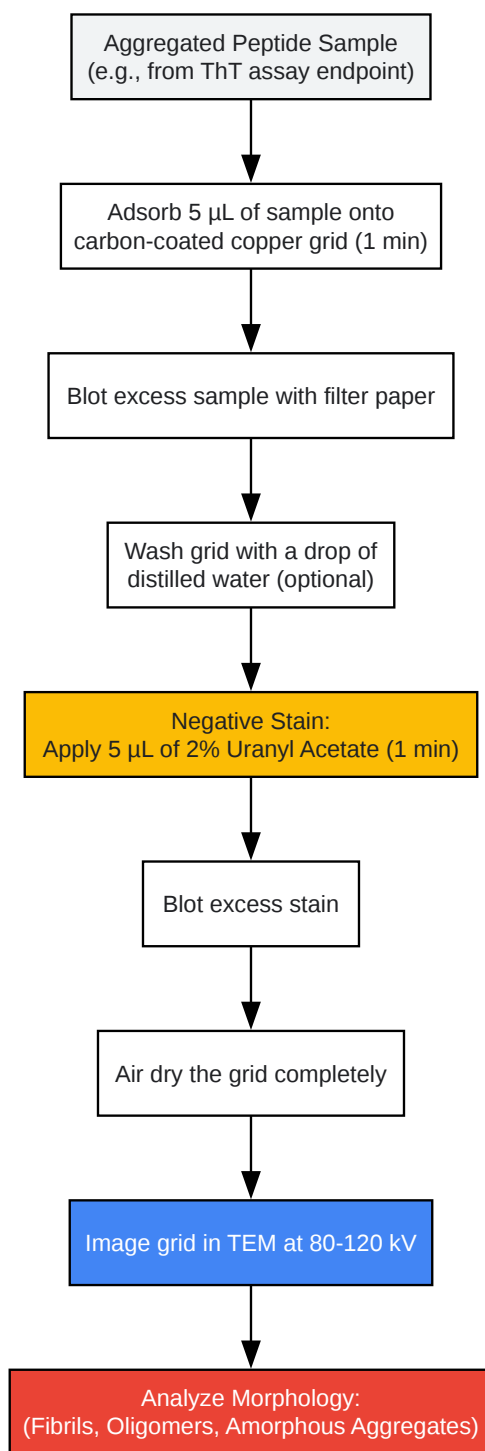 Aggregated Peptide Sample
(e.g., from ThT assay endpoint)
Adsorb 5 µL of sample onto
carbon-coated copper grid (1 min)
Blot excess sample with filter paper
Wash grid with a drop of
distilled water (optional)
Negative Stain:
Apply 5 µL of 2% Uranyl Acetate (1 min)
Blot excess stain
Air dry the grid completely
Image grid in TEM at 80-120 kV
Analyze Morphology:
(Fibrils, Oligomers, Amorphous Aggregates)